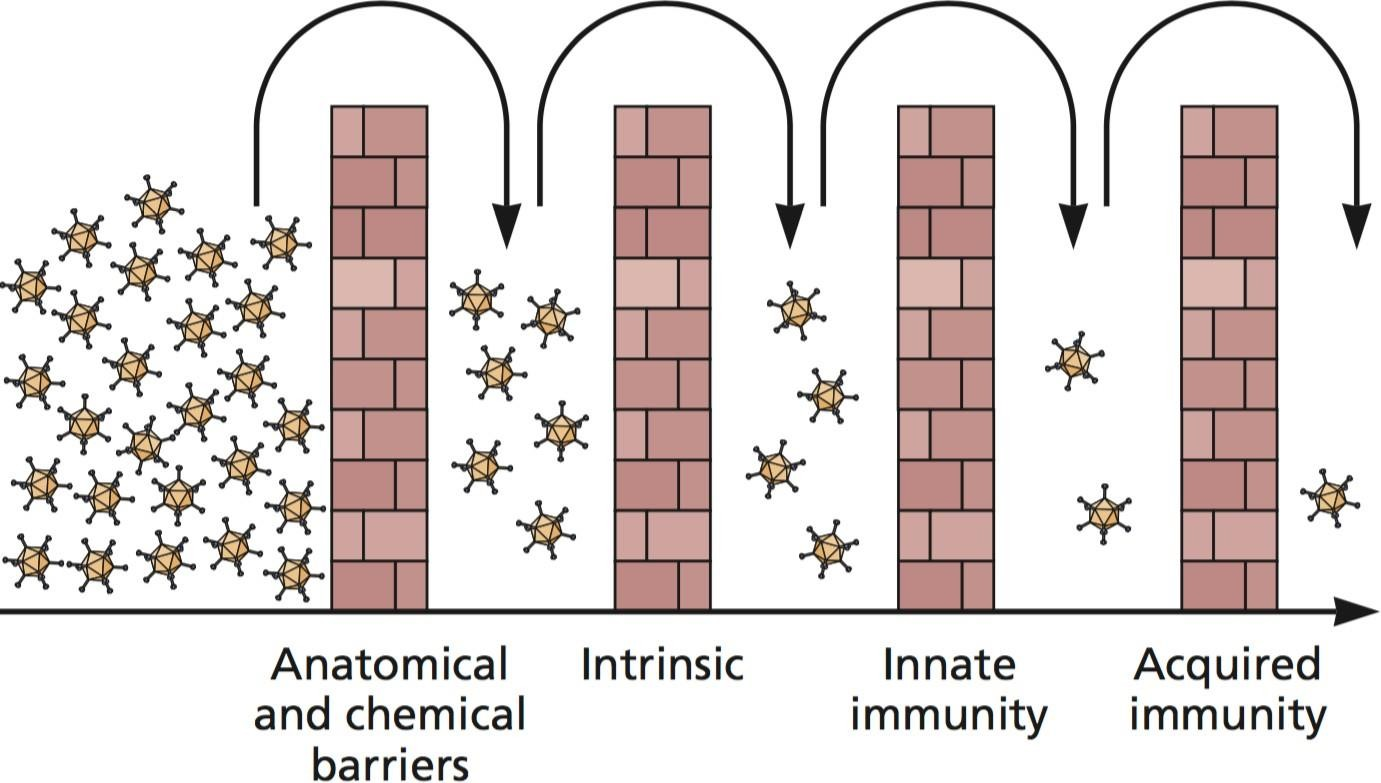 Anatomical
and chemical
barriers
Intrinsic
Innate
immunity
Acquired
immunity